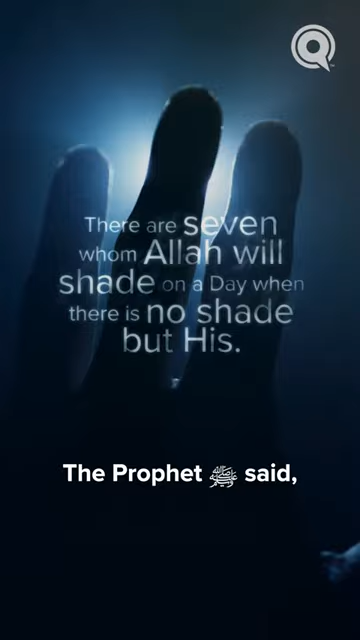 There are seven
whom Allah will
shade on a Day when
there is no shade
but His.
The Prophet ﷺ said,